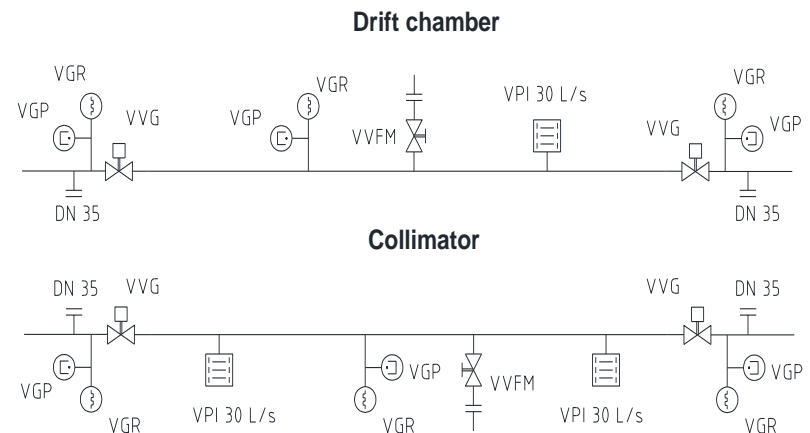 Drift chamber
VGR
VGP
VVG
VGR
VGP
VVFM
VPI 30 L/s
VVG
VGR
VGP
DN 35
DN 35
Collimator
DN 35
VVG
VVG
DN 35
VGP
VGR
VPI 30 L/s
VGP
VGR
VVFM
VPI 30 L/s
VGP
VGR